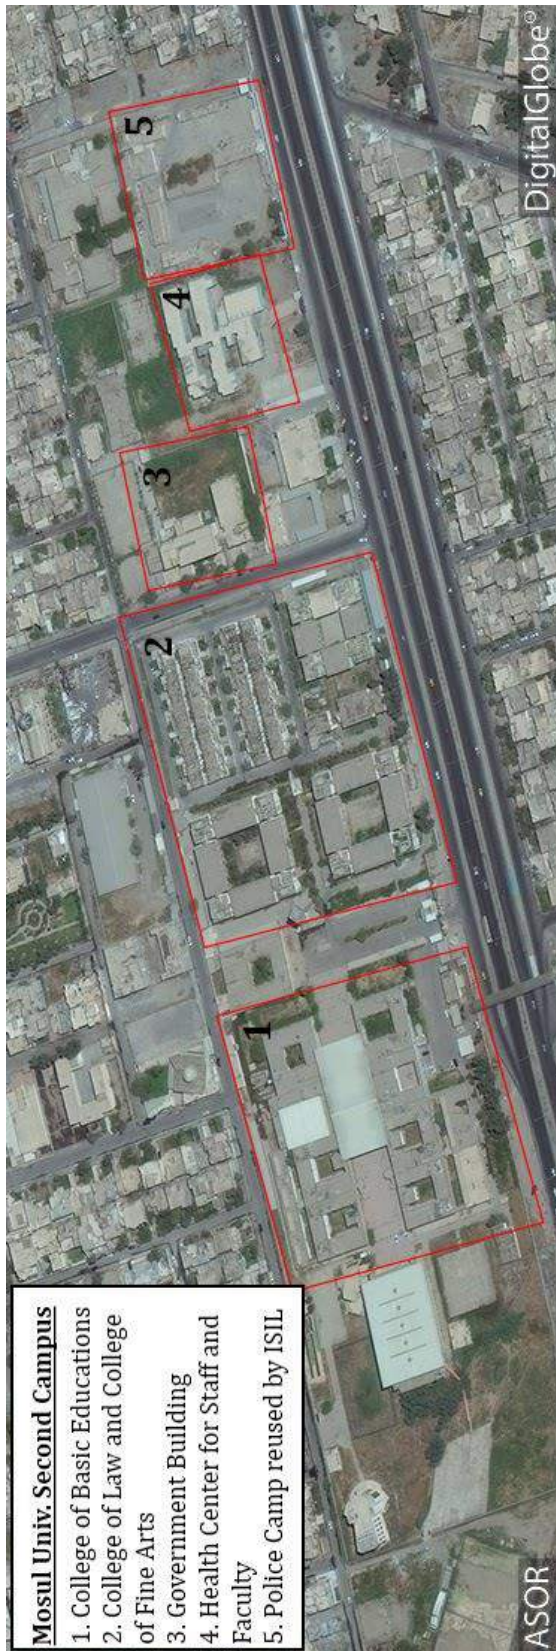 Mosul Univ. Second Campus
1. College of Basic Educations
2. College of Law and College
of Fine Arts
3. Government Building
4. Health Center for Staff and
Faculty
5. Police Camp reused by ISIL
1
2
3
4
5
ASOR
DigitalGlobe®